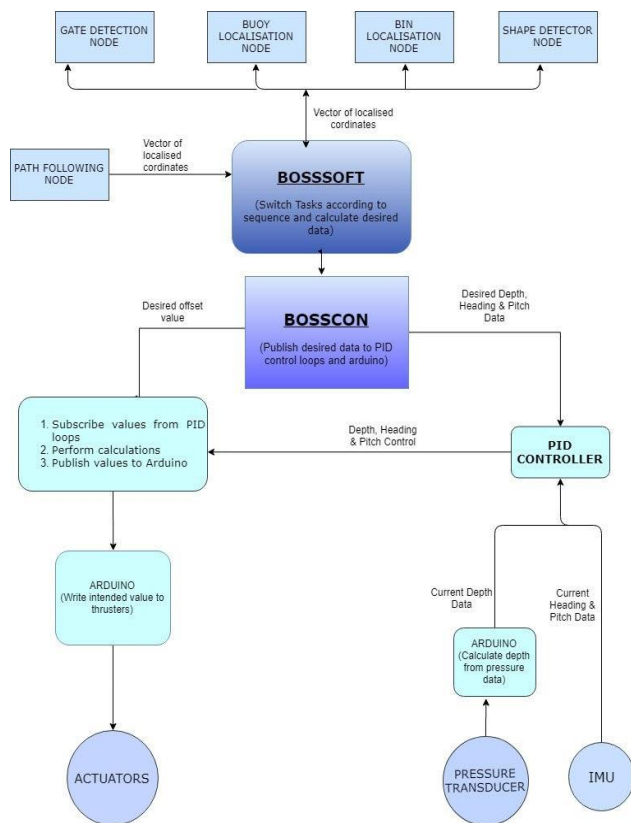 GATE DETECTION
NODE
BUOY
LOCALISATION
NODE
BIN
LOCALISATION
NODE
SHAPE DETECTOR
NODE
Vector of localised
cordinates
PATH FOLLOWING
NODE
Vector of
localised
cordinates
BOSSSOFT
(Switch Tasks according to
sequence and calculate desired
data)
Desired offset
value
BOSSCON
(Publish desired data to PID
control loops and arduino)
Desired Depth,
Heading & Pitch
Data
1. Subscribe values from PID
loops
2. Perform calculations
3. Publish values to Arduino
Depth, Heading
& Pitch Control
PID
CONTROLLER
ARDUINO
(Write intended value to
thrusters)
Current Depth
Data
Current
Heading &
Pitch Data
ARDUINO
(Calculate depth
from pressure
data)
ACTUATORS
PRESSURE
TRANSDUCER
IMU